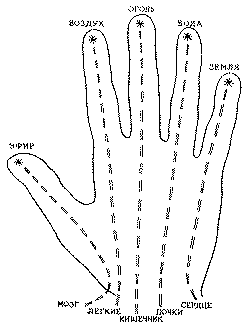 ОГОНЬ
ВОЗДУХ
ВОДА
ЗЕМЛЯ
ЭФИР
МОЗГ
ЛЕГКИЕ
КИШЕЧНИК
ПОЧКИ
СЕРДЦЕ